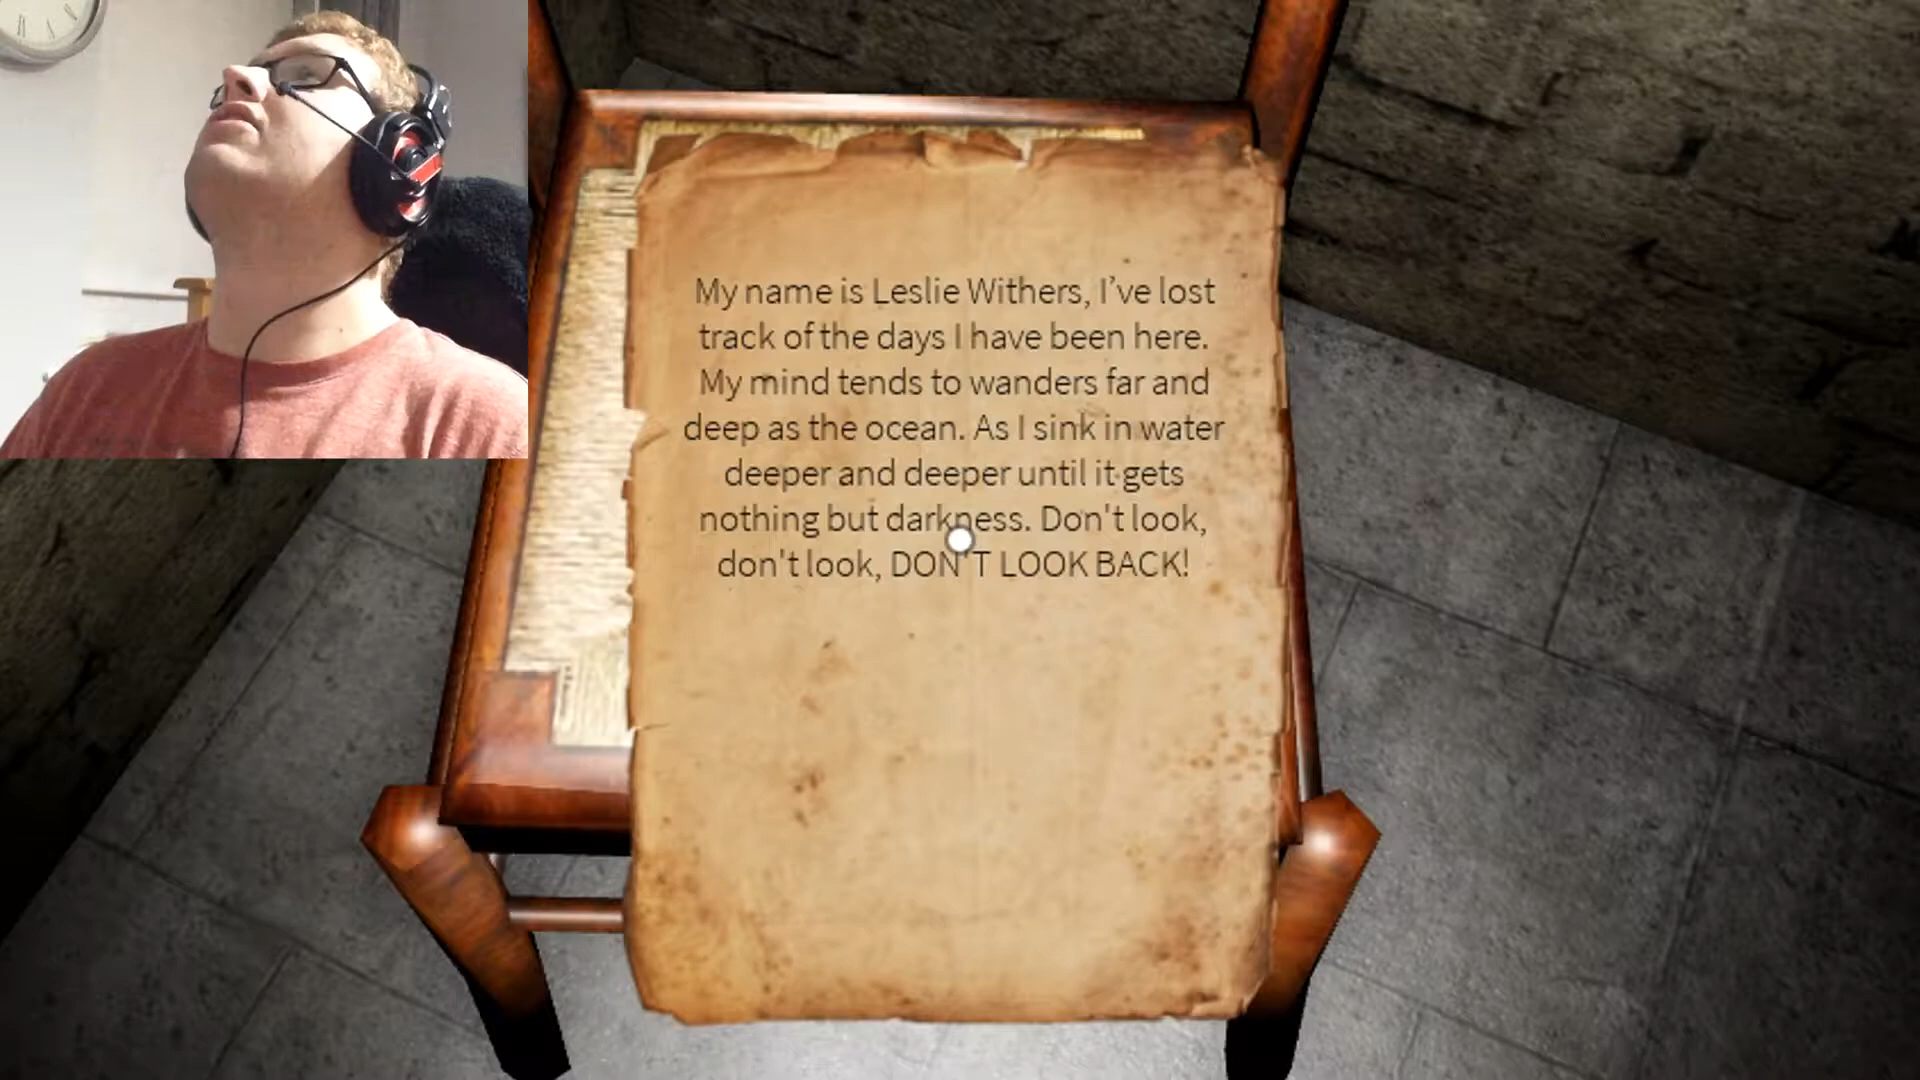 My name is Leslie Withers, I’ve lost
track of the days I have been here.
My mind tends to wanders far and
deep as the ocean. As I sink in water
deeper and deeper until it gets
nothing but darkness. Don't look,
don't look, DON'T LOOK BACK!